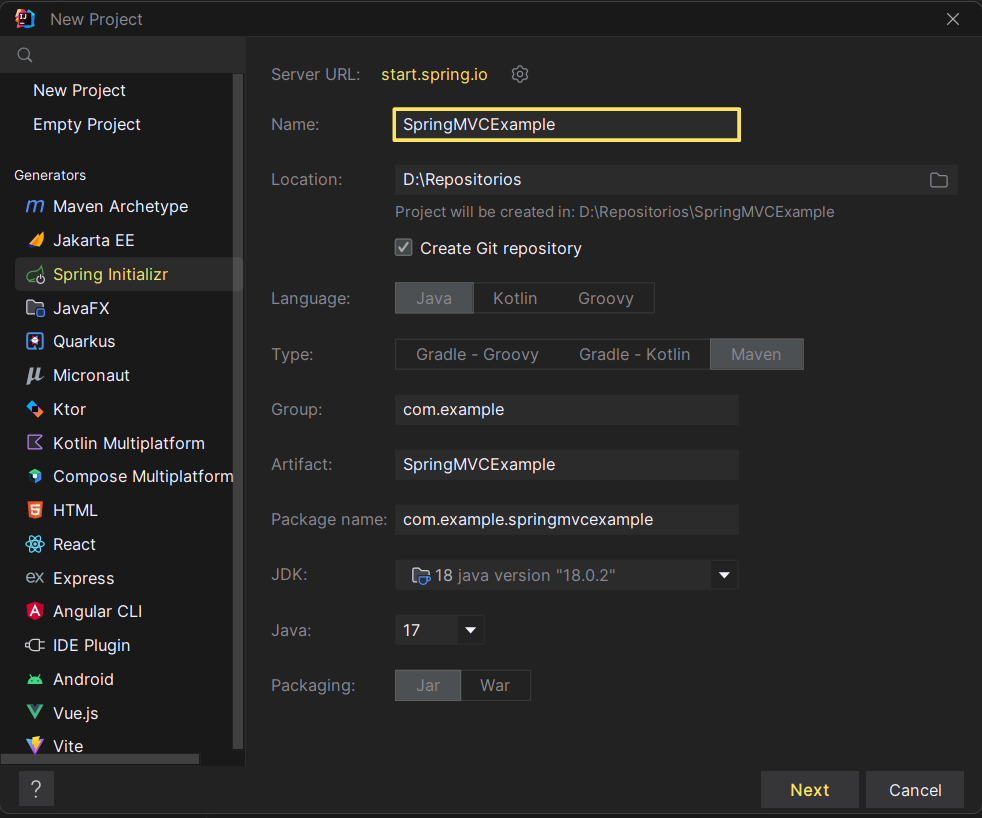 New Project
New Project
Empty Project
Generators
Maven Archetype
Jakarta EE
Spring Initializr
JavaFX
Quarkus
Micronaut
Ktor
Kotlin Multiplatform
Compose Multiplatform
HTML
React
Express
Angular CLI
IDE Plugin
Android
Vue.js
Vite
?
Server URL: start.spring.io
Name: SpringMVCExample
Location: D:\Repositorios
Project will be created in: D:\Repositorios\SpringMVCExample
Create Git repository
Language: Java Kotlin Groovy
Type: Gradle - Groovy Gradle - Kotlin Maven
Group: com.example
Artifact: SpringMVCExample
Package name: com.example.springmvcexample
JDK: 18 java version "18.0.2"
Java: 17
Packaging: Jar War
Next Cancel